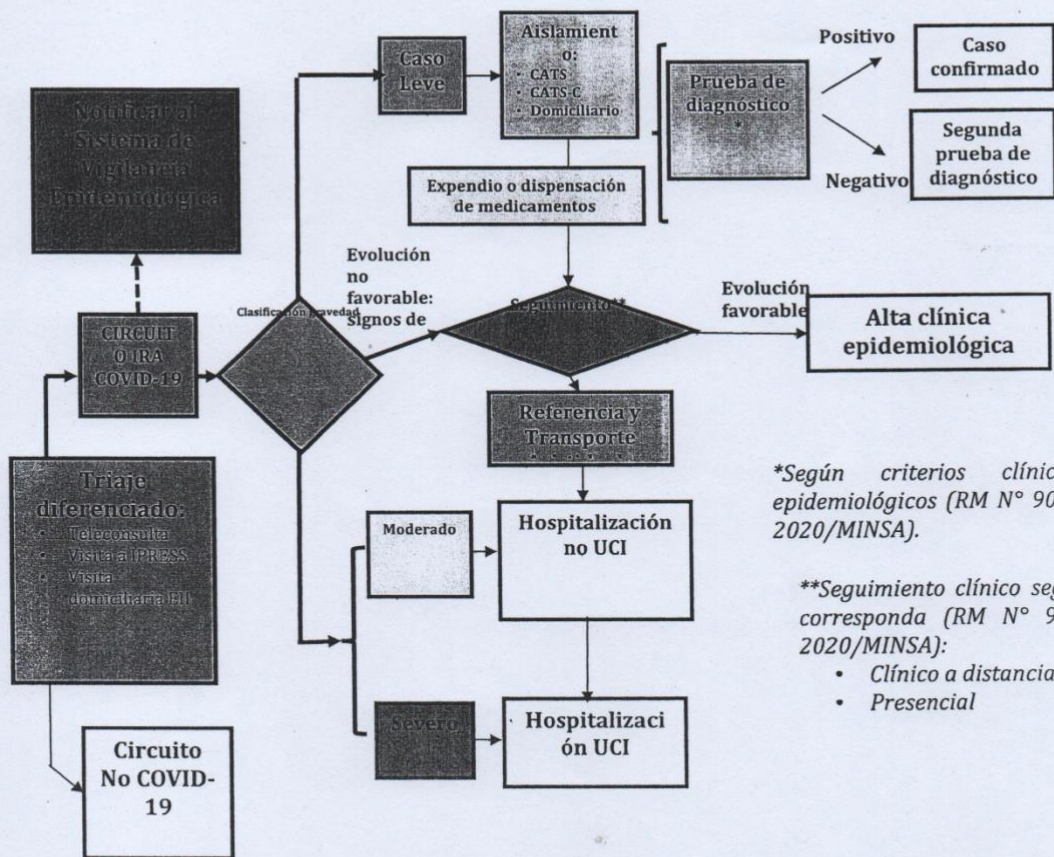 Notificar al
Sistema de
Vigilancia
Epidemiológica
Caso
Leve
Aislamient
o:
• CATS
• CATS-C
• Domiciliario
Prueba de
diagnóstico
*
Positivo
Caso
confirmado
Negativo
Segunda
prueba de
diagnóstico
Expendio o dispensación
de medicamentos
Evolución
no
favorable:
signos de
Clasificación gravedad
Seguimiento**
Evolución
favorable
Alta clínica
epidemiológica
CIRCUIT
O IRA
COVID-19
Referencia y
Transporte
Triaje
diferenciado:
• Teleconsulta
• Visita a IPRESS
• Visita
domiciliaria EII
Moderado
Hospitalización
no UCI
Severo
Hospitalizaci
ón UCI
Circuito
No COVID-
19
*Según criterios clínic
epidemiológicos (RM N° 90
2020/MINSA).
**Seguimiento clínico seg
corresponda (RM N° 9
2020/MINSA):
• Clínico a distancia
• Presencial